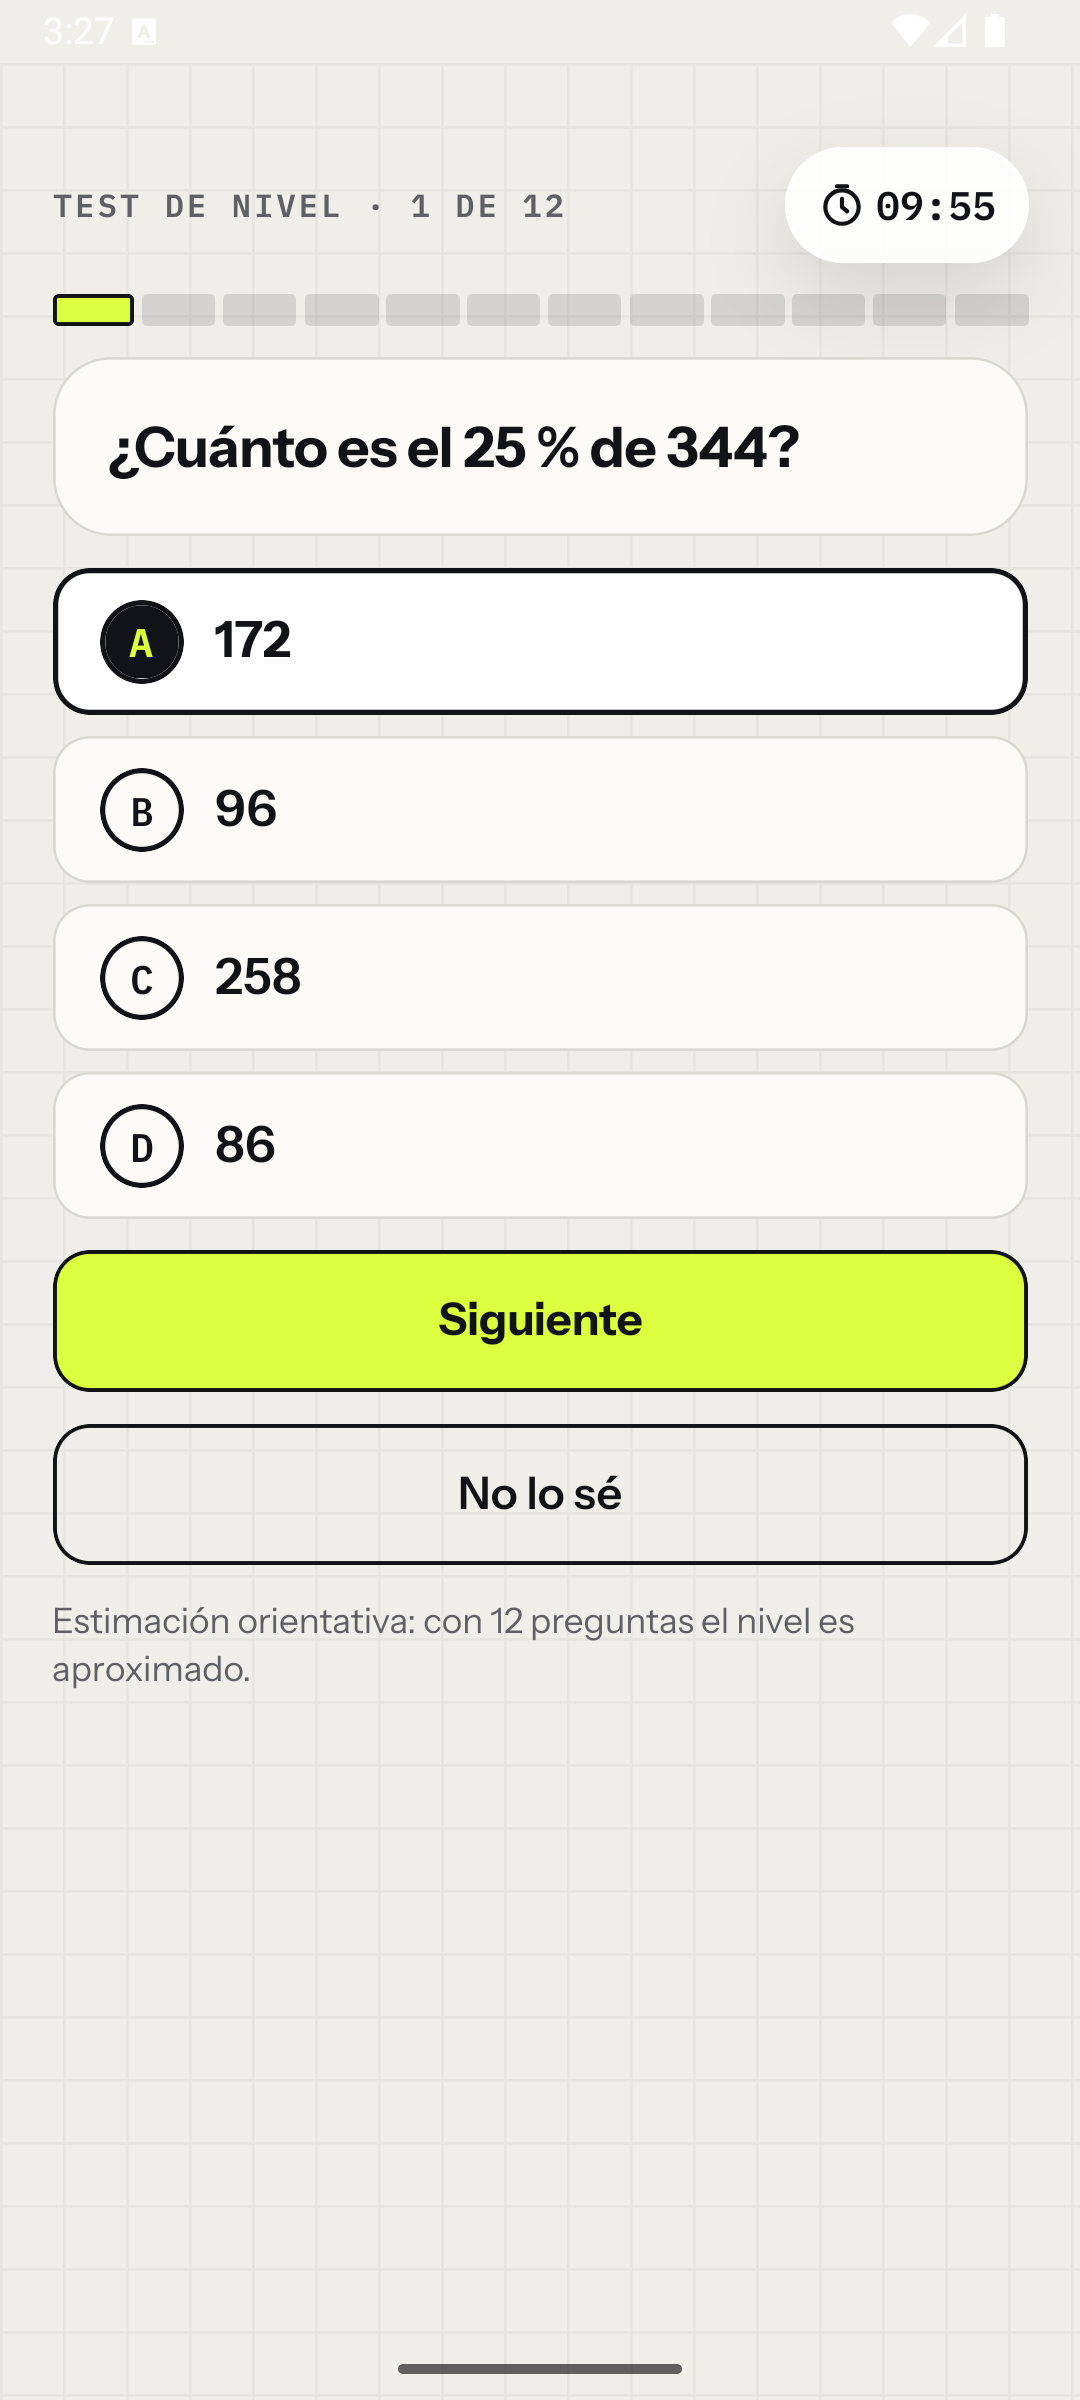 3:27
TEST DE NIVEL · 1 DE 12
09:55
¿Cuánto es el 25 % de 344?
A 172
B 96
C 258
D 86
Siguiente
No lo sé
Estimación orientativa: con 12 preguntas el nivel es
aproximado.